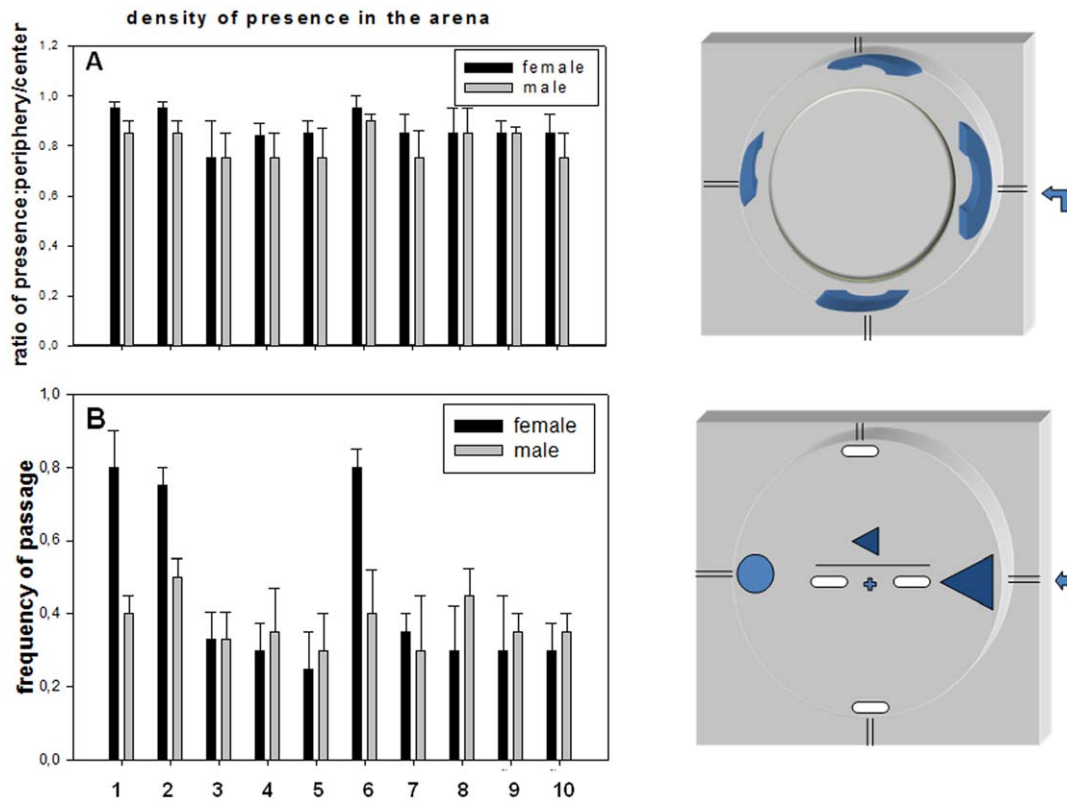 density of presence in the arena
ratio of presence:periphery/center
1,2
1,0
0,8
0,6
0,4
0,2
0,0
A
female
male
frequency of passage
1,0
0,8
0,6
0,4
0,2
0,0
B
female
male
1 2 3 4 5 6 7 8 9 10